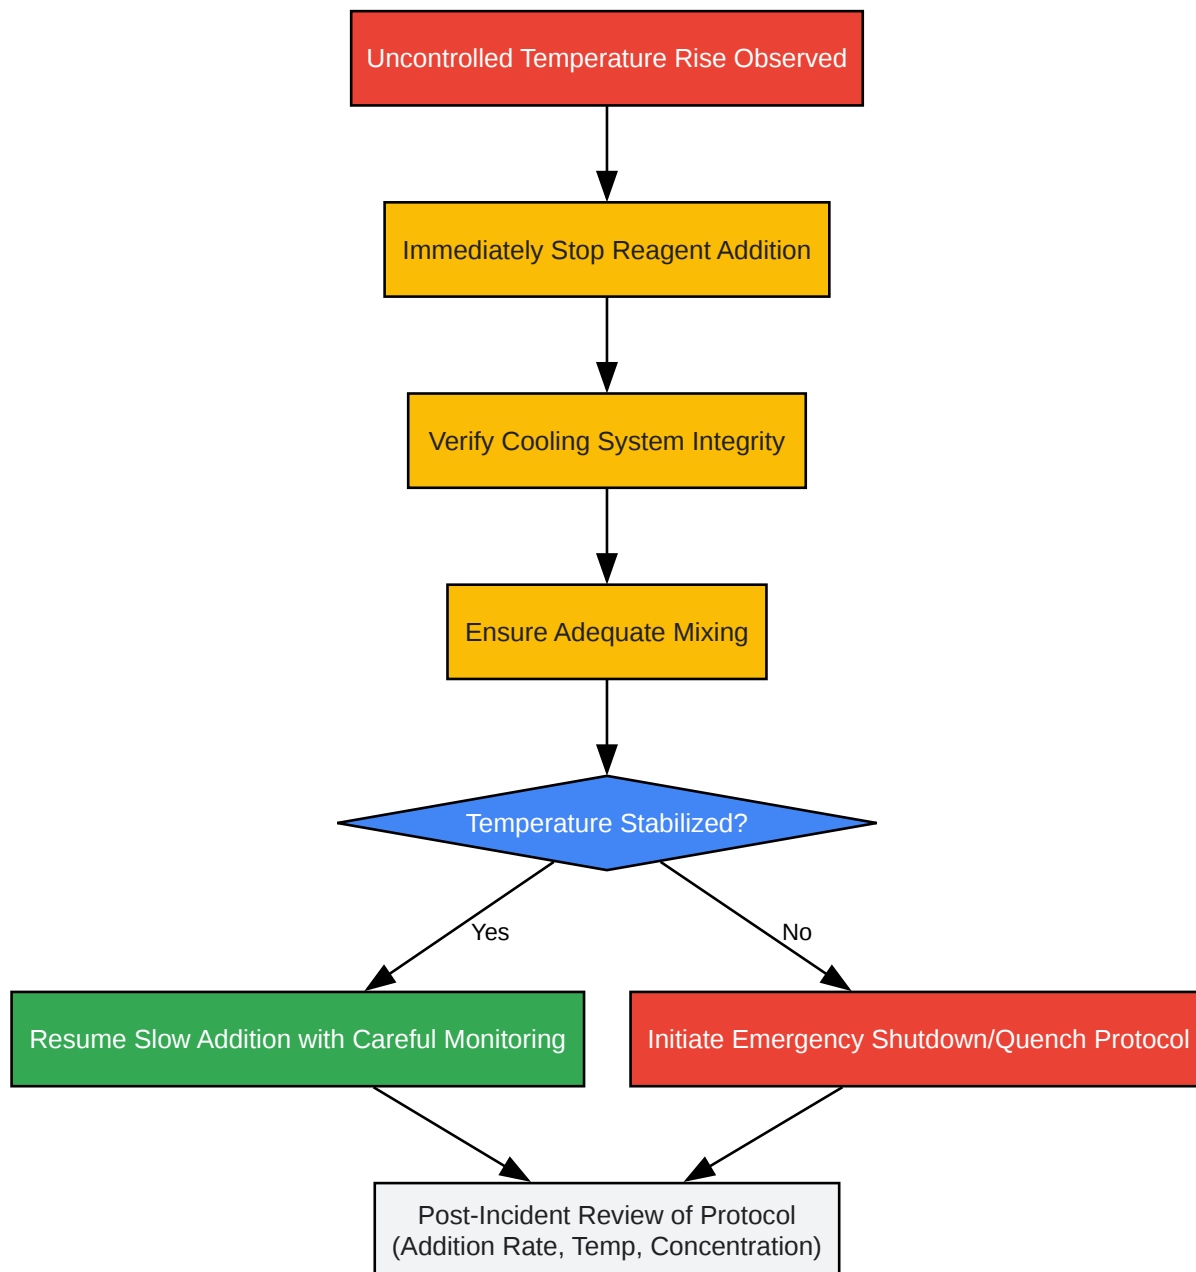 Uncontrolled Temperature Rise Observed
Immediately Stop Reagent Addition
Verify Cooling System Integrity
Ensure Adequate Mixing
Temperature Stabilized?
Yes
No
Resume Slow Addition with Careful Monitoring
Initiate Emergency Shutdown/Quench Protocol
Post-Incident Review of Protocol
(Addition Rate, Temp, Concentration)